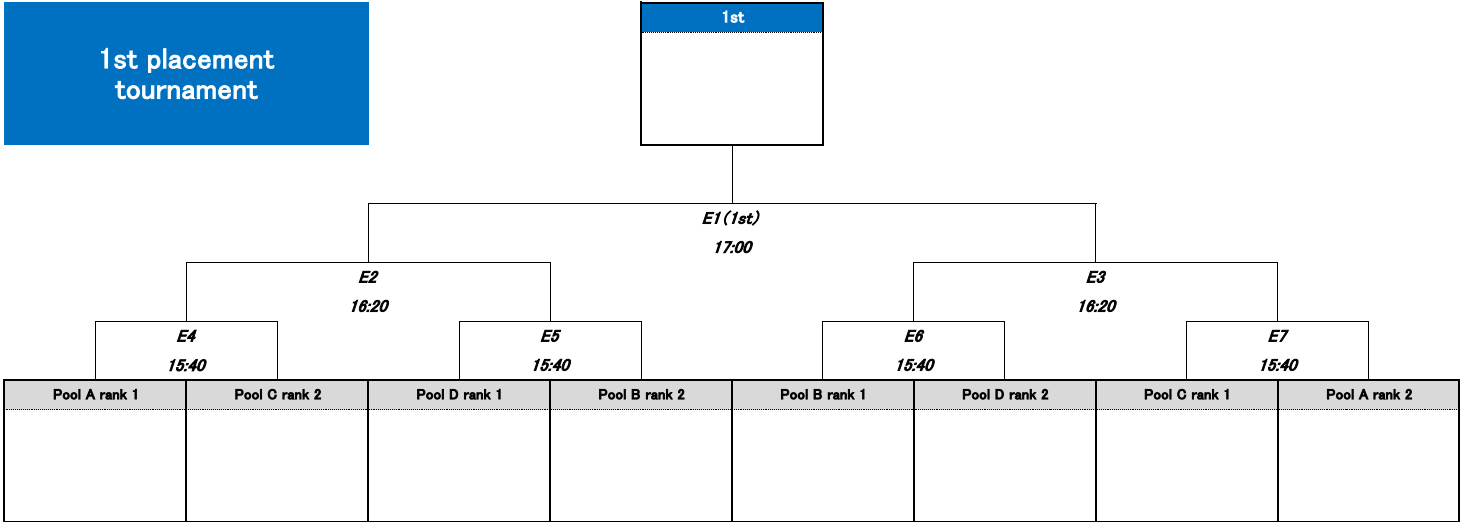 1st placement
tournament
1st
E1(1st)
17:00
E2
E3
16:20
16:20
E4
E5
E6
E7
15:40
15:40
15:40
15:40
Pool A rank 1
Pool C rank 2
Pool D rank 1
Pool B rank 2
Pool B rank 1
Pool D rank 2
Pool C rank 1
Pool A rank 2